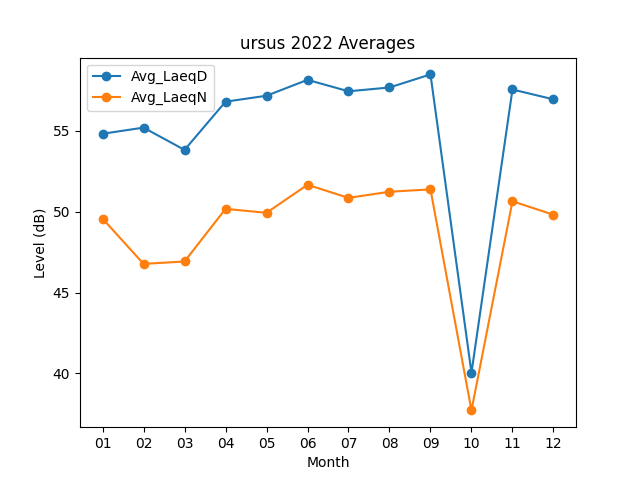 ursus 2022 Averages
Avg_LaeqD
Avg_LaeqN
Level (dB)
55
50
45
40
01 02 03 04 05 06 07 08 09 10 11 12
Month